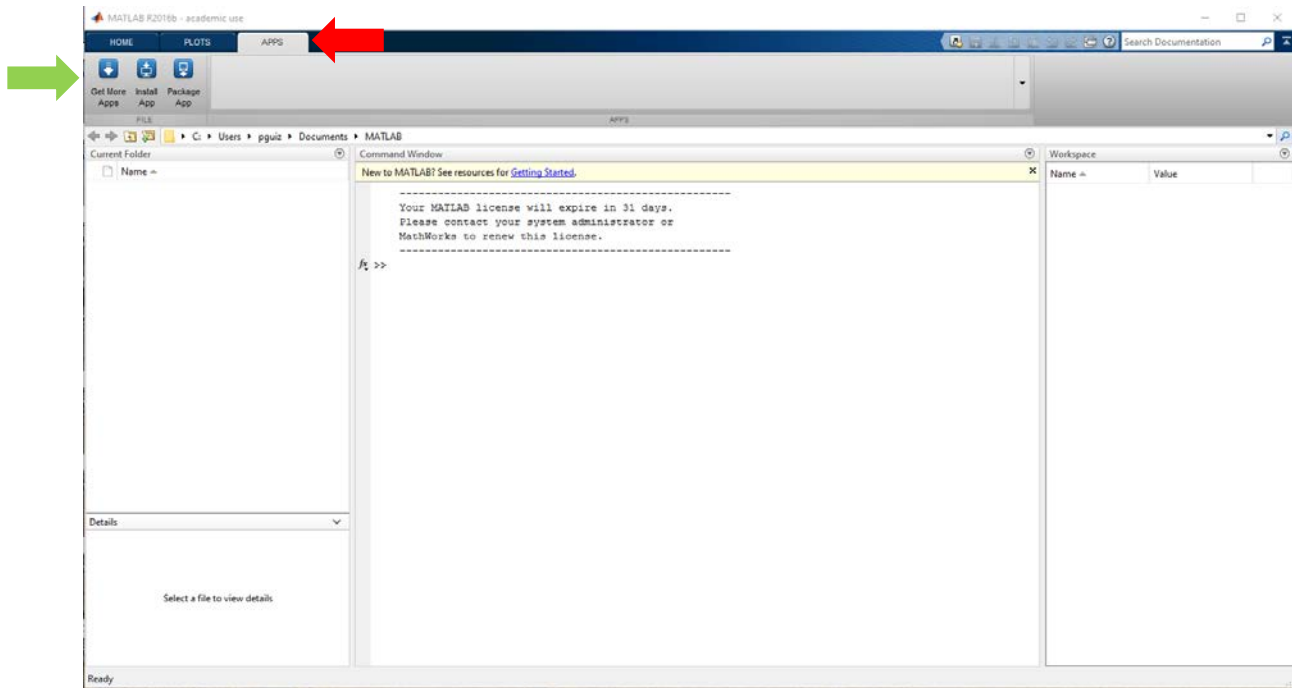 MATLAB R2016b - academic use
HOME PLOTS APPS
Search Documentation
Get More Apps
Install App
Package App
FILE
APPS
C: Users pguiz Documents MATLAB
Current Folder
Name
Command Window
New to MATLAB? See resources for Getting Started.
-------------------------------------------------------
Your MATLAB license will expire in 31 days.
Please contact your system administrator or
MathWorks to renew this license.
-------------------------------------------------------
fx >>
Workspace
Name Value
Details
Select a file to view details
Ready